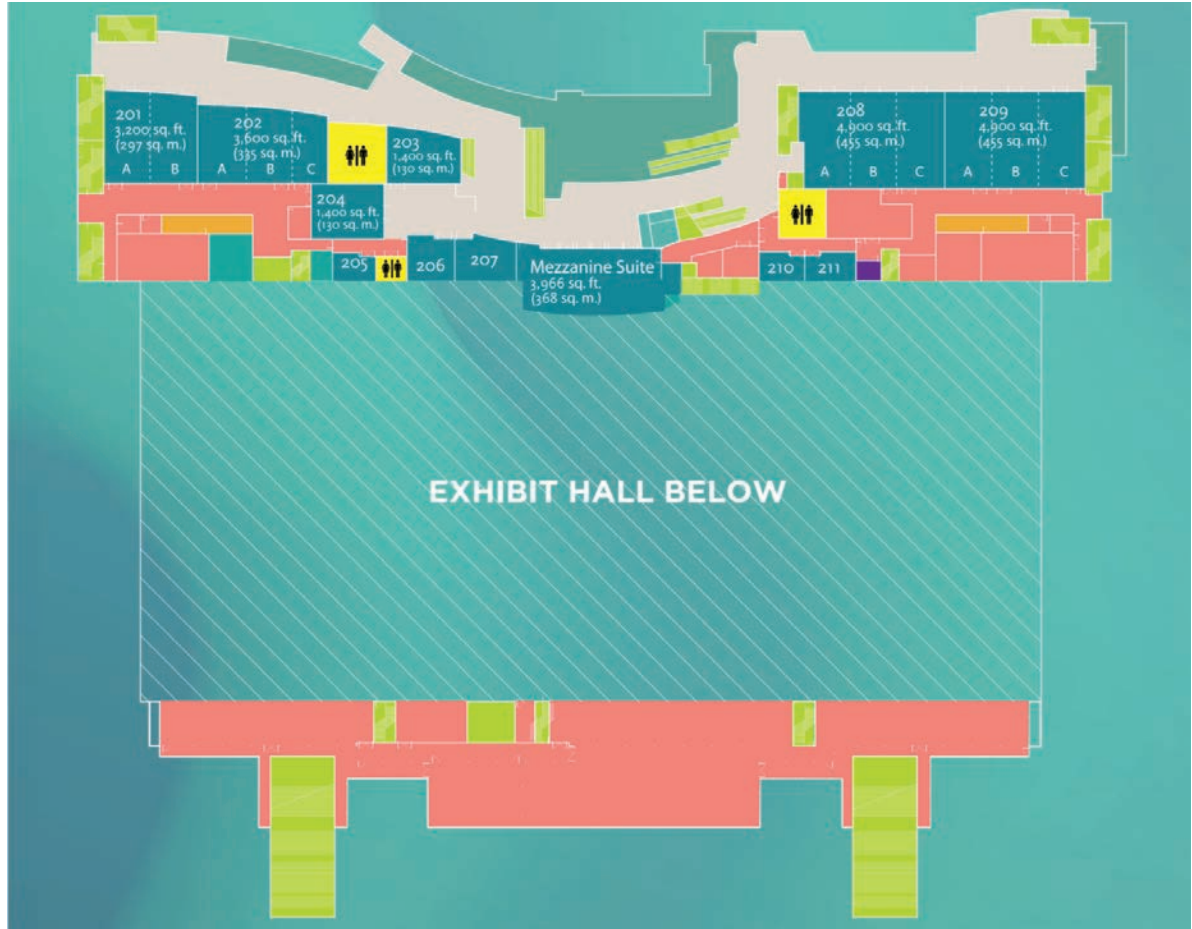 201
3,200 sq. ft.
(297 sq. m.)
A B
202
3,600 sq. ft.
(335 sq. m.)
A B C
203
1,400 sq. ft.
(130 sq. m.)
204
1,400 sq. ft.
(130 sq. m.)
205
206
207
Mezzanine Suite
3,966 sq. ft.
(368 sq. m.)
208
4,900 sq. ft.
(455 sq. m.)
A B C
209
4,900 sq. ft.
(455 sq. m.)
A B C
210
211
EXHIBIT HALL BELOW